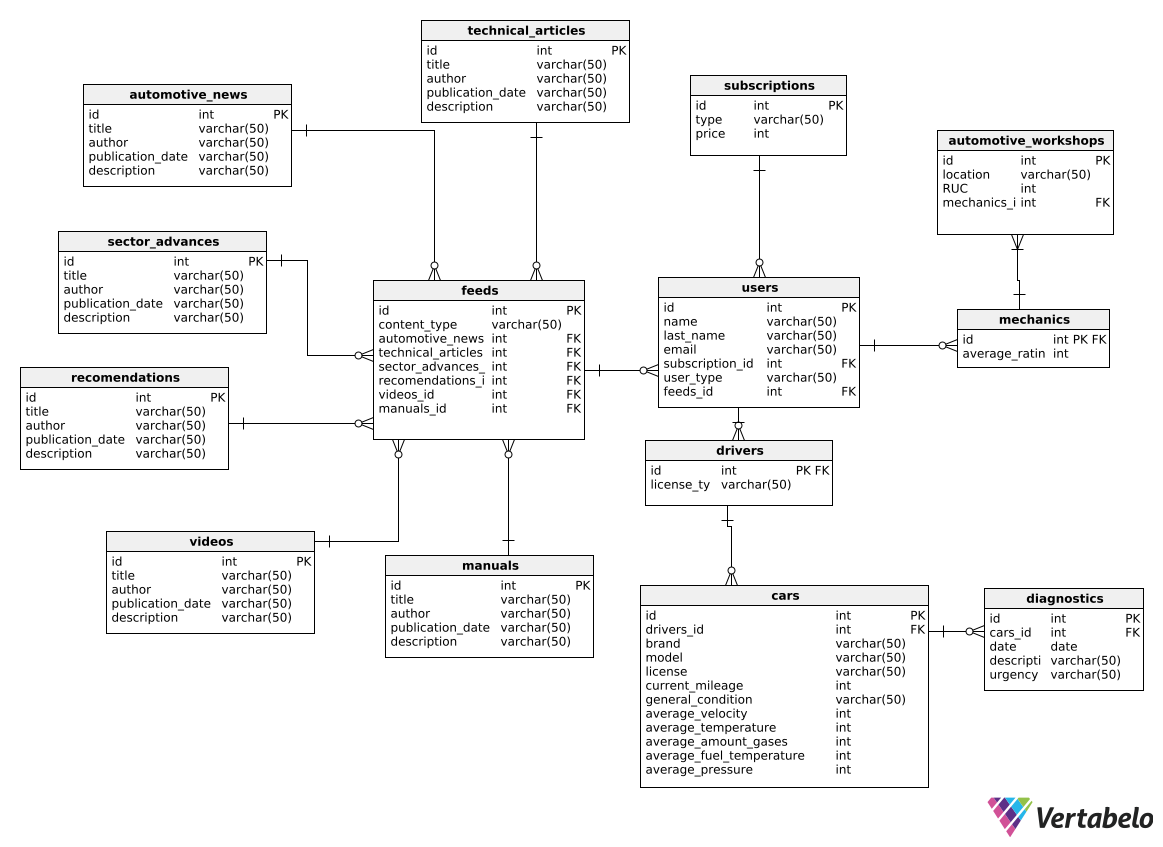 technical_articles
id int PK
title varchar(50)
author varchar(50)
publication_date varchar(50)
description varchar(50)
automotive_news
id int PK
title varchar(50)
author varchar(50)
publication_date varchar(50)
description varchar(50)
subscriptions
id int PK
type varchar(50)
price int
automotive_workshops
id int PK
location varchar(50)
RUC int
mechanics_i int FK
sector_advances
id int PK
title varchar(50)
author varchar(50)
publication_date varchar(50)
description varchar(50)
feeds
id int PK
content_type varchar(50)
automotive_news int FK
technical_articles int FK
sector_advances_ int FK
recomendations_i int FK
videos_id int FK
manuals_id int FK
users
id int PK
name varchar(50)
last_name varchar(50)
email varchar(50)
subscription_id int FK
user_type varchar(50)
feeds_id int FK
mechanics
id int PK FK
average_ratin int
recomendations
id int PK
title varchar(50)
author varchar(50)
publication_date varchar(50)
description varchar(50)
drivers
id int PK FK
license_ty varchar(50)
videos
id int PK
title varchar(50)
author varchar(50)
publication_date varchar(50)
description varchar(50)
manuals
id int PK
title varchar(50)
author varchar(50)
publication_date varchar(50)
description varchar(50)
cars
id int PK
drivers_id int FK
brand varchar(50)
model varchar(50)
license varchar(50)
current_mileage int
general_condition varchar(50)
average_velocity int
average_temperature int
average_amount_gases int
average_fuel_temperature int
average_pressure int
diagnostics
id int PK
cars_id int FK
date date
descripti varchar(50)
urgency varchar(50)
Vertabelo